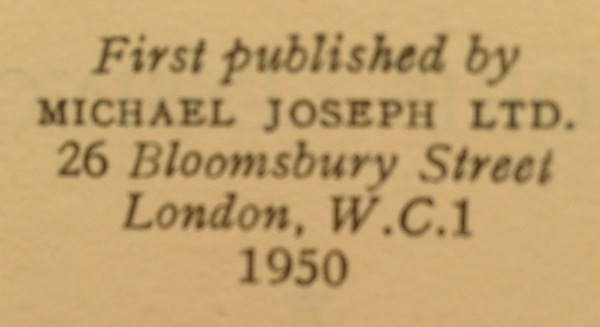 First published by
MICHAEL JOSEPH LTD.
26 Bloomsbury Street
London, W.C.1
1950